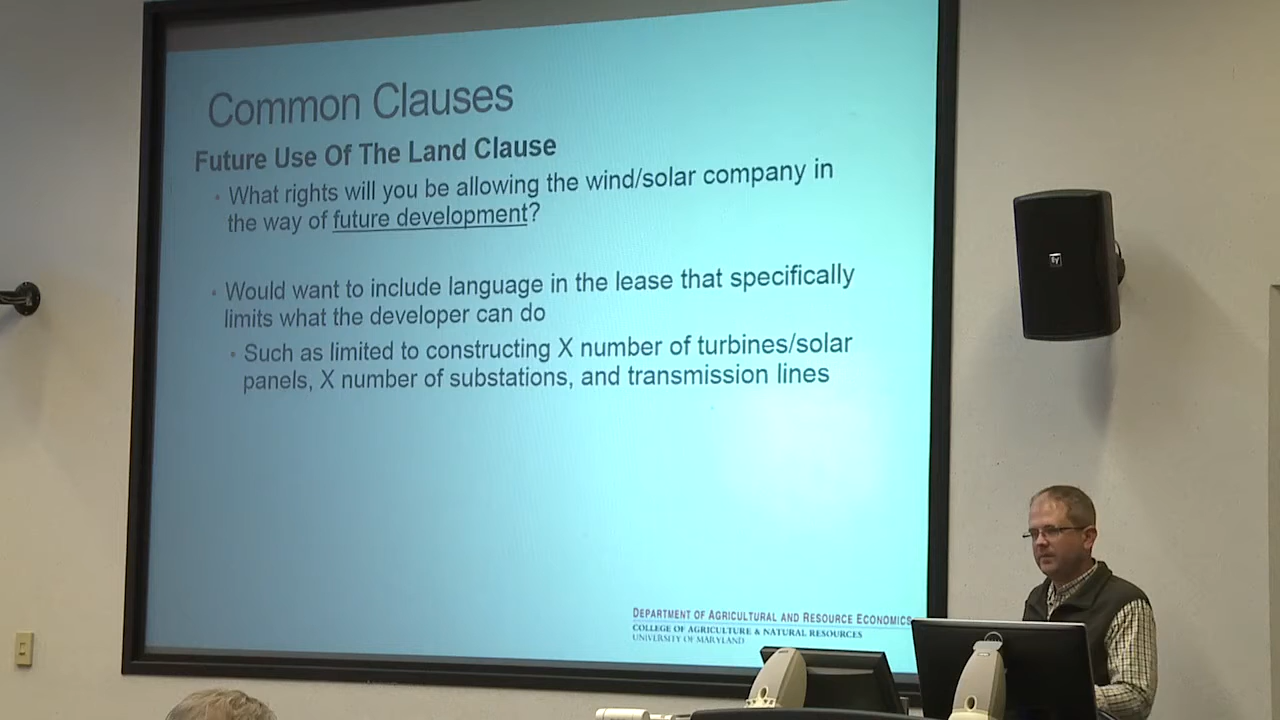 Common Clauses
Future Use Of The Land Clause
• What rights will you be allowing the wind/solar company in
the way of future development?
• Would want to include language in the lease that specifically
limits what the developer can do
• Such as limited to constructing X number of turbines/solar
panels, X number of substations, and transmission lines
DEPARTMENT OF AGRICULTURAL AND RESOURCE ECONOMICS
COLLEGE OF AGRICULTURE & NATURAL RESOURCES
UNIVERSITY OF MARYLAND
EV